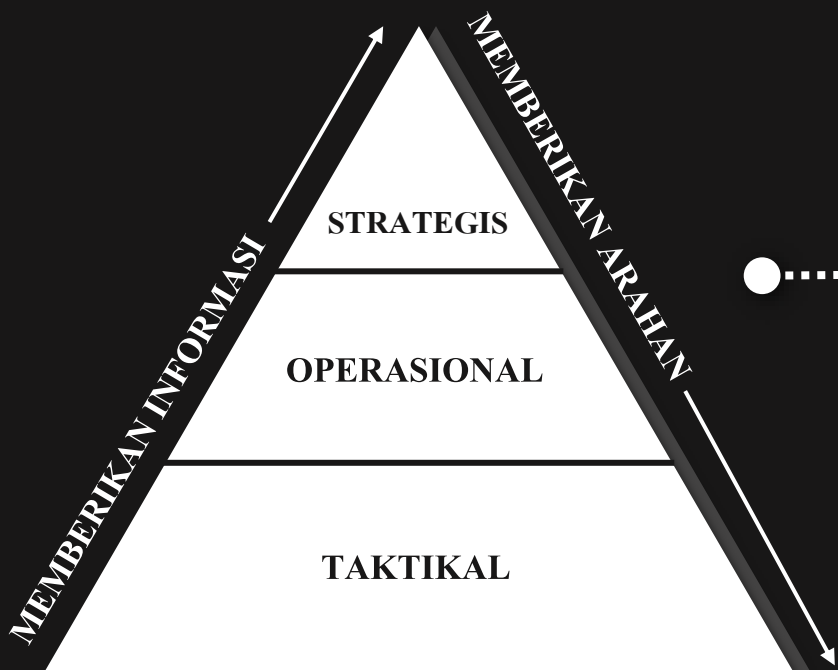 MEMBERIKAN INFORMASI
MEMBERIKAN ARAHAN
STRATEGIS
OPERASIONAL
TAKTIKAL